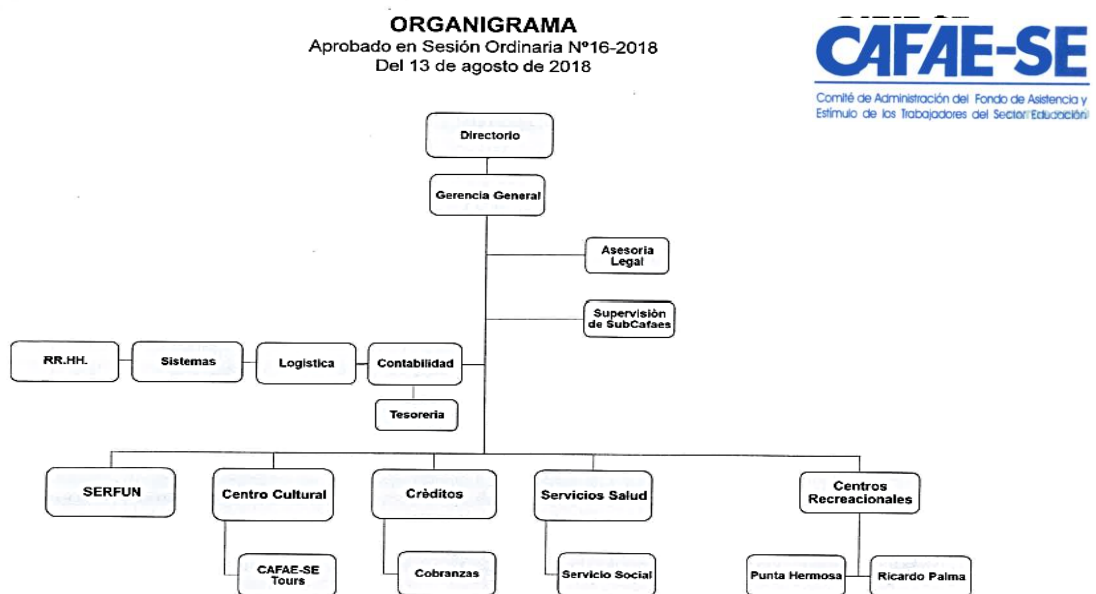 ORGANIGRAMA
Aprobado en Sesión Ordinaria Nº16-2018
Del 13 de agosto de 2018
CAFAE-SE
Comité de Administración del Fondo de Asistencia y
Estímulo de los Trabajadores del Sector Educación
Directorio
Gerencia General
Asesoria
Legal
Supervisiòn
de SubCafaes
RR.HH.
Sistemas
Logística
Contabilidad
Tesoreria
SERFUN
Centro Cultural
Crèditos
Servicios Salud
Centros
Recreacionales
CAFAE-SE
Tours
Cobranzas
Servicio Social
Punta Hermosa
Ricardo Palma